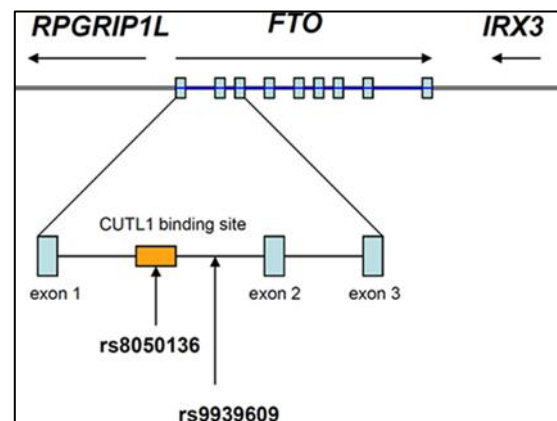 RPGRIP1L FTO IRX3
CUTL1 binding site
exon 1 exon 2 exon 3
rs8050136
rs9939609